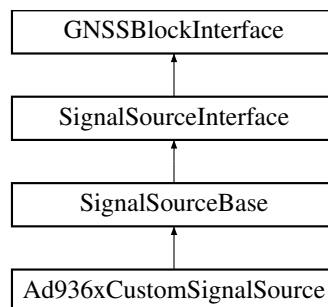 GNSSBlockInterface
SignalSourceInterface
SignalSourceBase
Ad936xCustomSignalSource